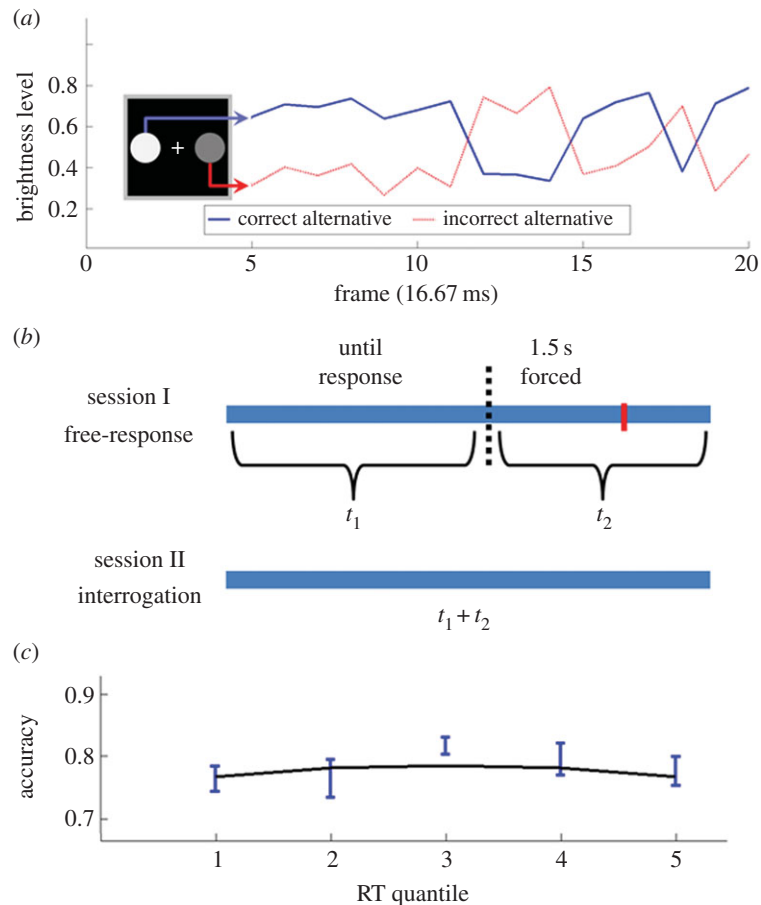 (a)
brightness level
0.8
0.6
0.4
0.2
+
correct alternative
incorrect alternative
0
5
10
15
20
frame (16.67 ms)
(b)
until
response
1.5 s
forced
session I
free-response
t1
t2
session II
interrogation
t1 + t2
(c)
accuracy
0.9
0.8
0.7
1
2
3
4
5
RT quantile